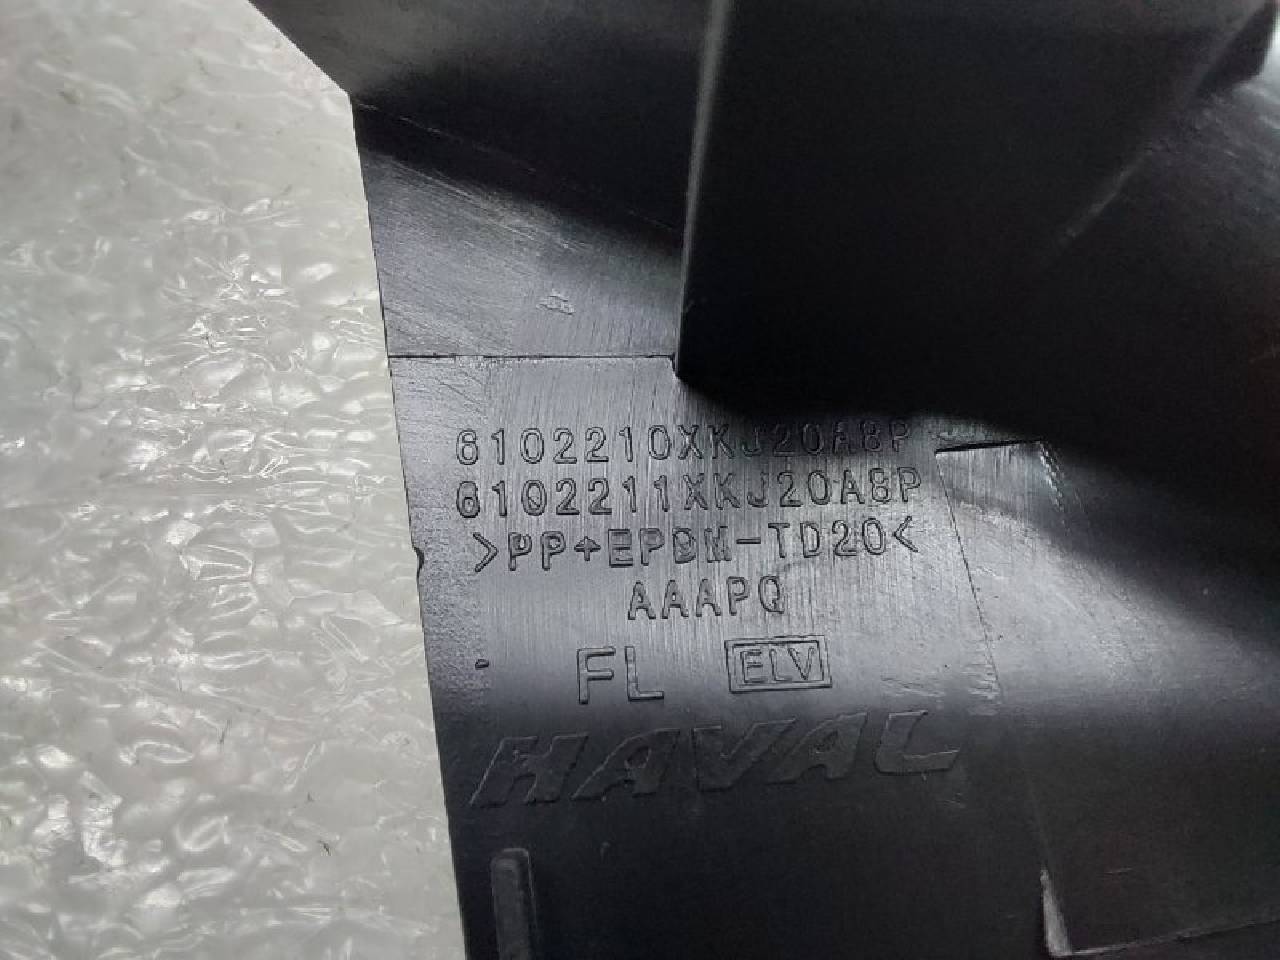 6102210XKJ20A8P
6102211XKJ20A8P
>PP+EPDM-TD20<
AAAPQ
FL ELV
HAVAL